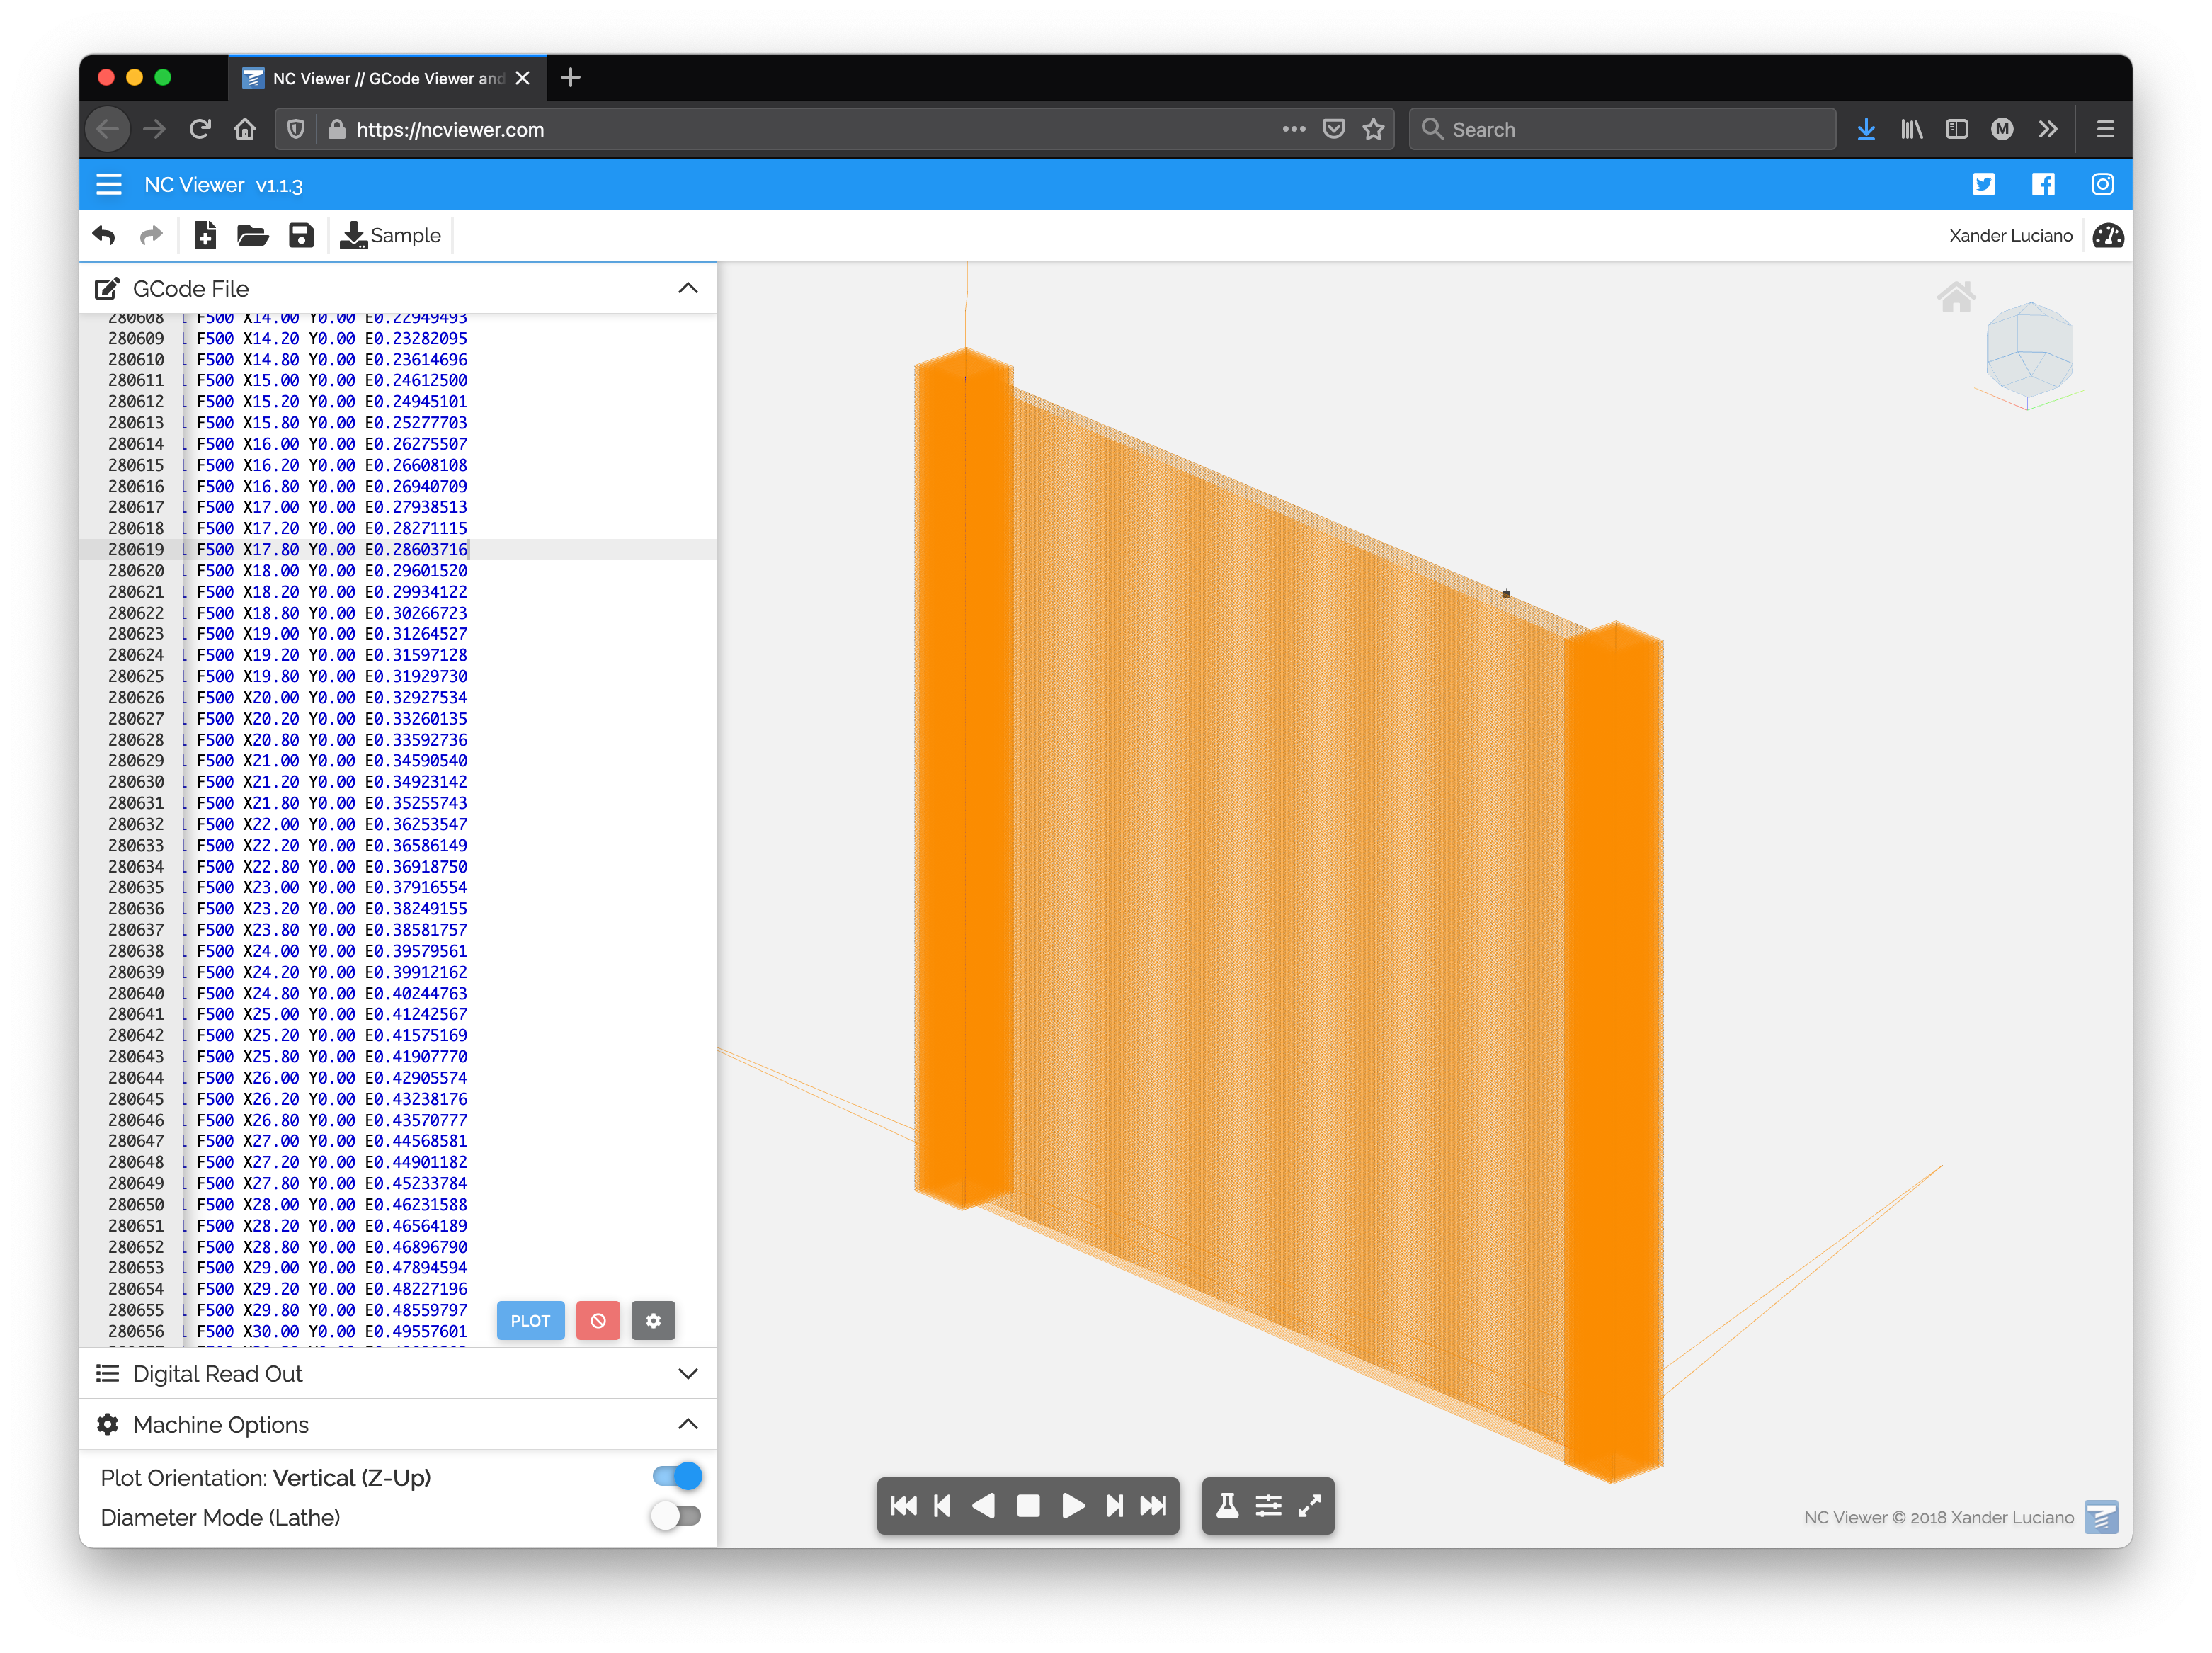 NC Viewer // GCode Viewer and
https://ncviewer.com
Search
M
NC Viewer v1.1.3
Sample
Xander Luciano
GCode File
280608 F500 X14.00 Y0.00 E0.22949493
280609 F500 X14.20 Y0.00 E0.23282095
280610 F500 X14.80 Y0.00 E0.23614696
280611 F500 X15.00 Y0.00 E0.24612500
280612 F500 X15.20 Y0.00 E0.24945101
280613 F500 X15.80 Y0.00 E0.25277703
280614 F500 X16.00 Y0.00 E0.26275507
280615 F500 X16.20 Y0.00 E0.26608108
280616 F500 X16.80 Y0.00 E0.26940709
280617 F500 X17.00 Y0.00 E0.27938513
280618 F500 X17.20 Y0.00 E0.28271115
280619 F500 X17.80 Y0.00 E0.28603716
280620 F500 X18.00 Y0.00 E0.29601520
280621 F500 X18.20 Y0.00 E0.29934122
280622 F500 X18.80 Y0.00 E0.30266723
280623 F500 X19.00 Y0.00 E0.31264527
280624 F500 X19.20 Y0.00 E0.31597128
280625 F500 X19.80 Y0.00 E0.31929730
280626 F500 X20.00 Y0.00 E0.32927534
280627 F500 X20.20 Y0.00 E0.33260135
280628 F500 X20.80 Y0.00 E0.33592736
280629 F500 X21.00 Y0.00 E0.34590540
280630 F500 X21.20 Y0.00 E0.34923142
280631 F500 X21.80 Y0.00 E0.35255743
280632 F500 X22.00 Y0.00 E0.36253547
280633 F500 X22.20 Y0.00 E0.36586149
280634 F500 X22.80 Y0.00 E0.36918750
280635 F500 X23.00 Y0.00 E0.37916554
280636 F500 X23.20 Y0.00 E0.38249155
280637 F500 X23.80 Y0.00 E0.38581757
280638 F500 X24.00 Y0.00 E0.39579561
280639 F500 X24.20 Y0.00 E0.39912162
280640 F500 X24.80 Y0.00 E0.40244763
280641 F500 X25.00 Y0.00 E0.41242567
280642 F500 X25.20 Y0.00 E0.41575169
280643 F500 X25.80 Y0.00 E0.41907770
280644 F500 X26.00 Y0.00 E0.42905574
280645 F500 X26.20 Y0.00 E0.43238176
280646 F500 X26.80 Y0.00 E0.43570777
280647 F500 X27.00 Y0.00 E0.44568581
280648 F500 X27.20 Y0.00 E0.44901182
280649 F500 X27.80 Y0.00 E0.45233784
280650 F500 X28.00 Y0.00 E0.46231588
280651 F500 X28.20 Y0.00 E0.46564189
280652 F500 X28.80 Y0.00 E0.46896790
280653 F500 X29.00 Y0.00 E0.47894594
280654 F500 X29.20 Y0.00 E0.48227196
280655 F500 X29.80 Y0.00 E0.48559797
280656 F500 X30.00 Y0.00 E0.49557601
PLOT
Digital Read Out
Machine Options
Plot Orientation: Vertical (Z-Up)
Diameter Mode (Lathe)
NC Viewer © 2018 Xander Luciano